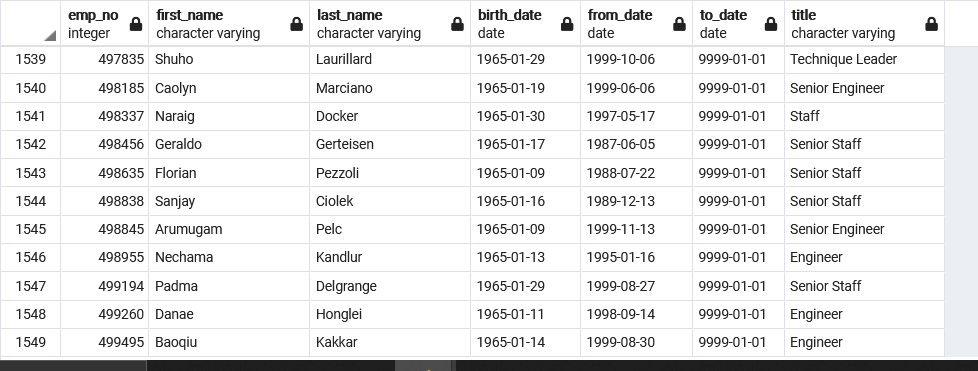 emp_no first_name last_name birth_date from_date to_date title
integer character varying character varying date date date character varying
1539 497835 Shuho Laurillard 1965-01-29 1999-10-06 9999-01-01 Technique Leader
1540 498185 Caolyn Marciano 1965-01-19 1999-06-06 9999-01-01 Senior Engineer
1541 498337 Naraig Docker 1965-01-30 1997-05-17 9999-01-01 Staff
1542 498456 Geraldo Gerteisen 1965-01-17 1987-06-05 9999-01-01 Senior Staff
1543 498635 Florian Pezzoli 1965-01-09 1988-07-22 9999-01-01 Senior Staff
1544 498838 Sanjay Ciolek 1965-01-16 1989-12-13 9999-01-01 Senior Staff
1545 498845 Arumugam Pelc 1965-01-09 1999-11-13 9999-01-01 Senior Engineer
1546 498955 Nechama Kandlur 1965-01-13 1995-01-16 9999-01-01 Engineer
1547 499194 Padma Delgrange 1965-01-29 1999-08-27 9999-01-01 Senior Staff
1548 499260 Danae Honglei 1965-01-11 1998-09-14 9999-01-01 Engineer
1549 499495 Baoqiu Kakkar 1965-01-14 1999-08-30 9999-01-01 Engineer